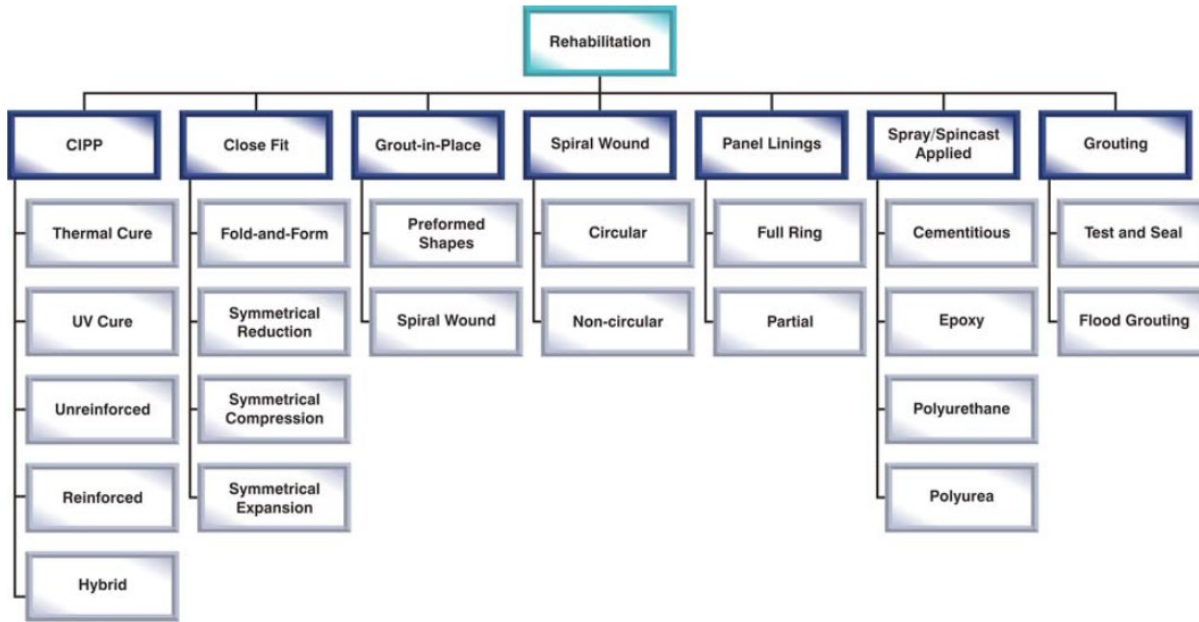 Rehabilitation
CIPP
Close Fit
Grout-in-Place
Spiral Wound
Panel Linings
Spray/Spincast
Applied
Grouting
Thermal Cure
UV Cure
Unreinforced
Reinforced
Hybrid
Fold-and-Form
Symmetrical
Reduction
Symmetrical
Compression
Symmetrical
Expansion
Preformed
Shapes
Spiral Wound
Circular
Non-circular
Full Ring
Partial
Cementitious
Epoxy
Polyurethane
Polyurea
Test and Seal
Flood Grouting